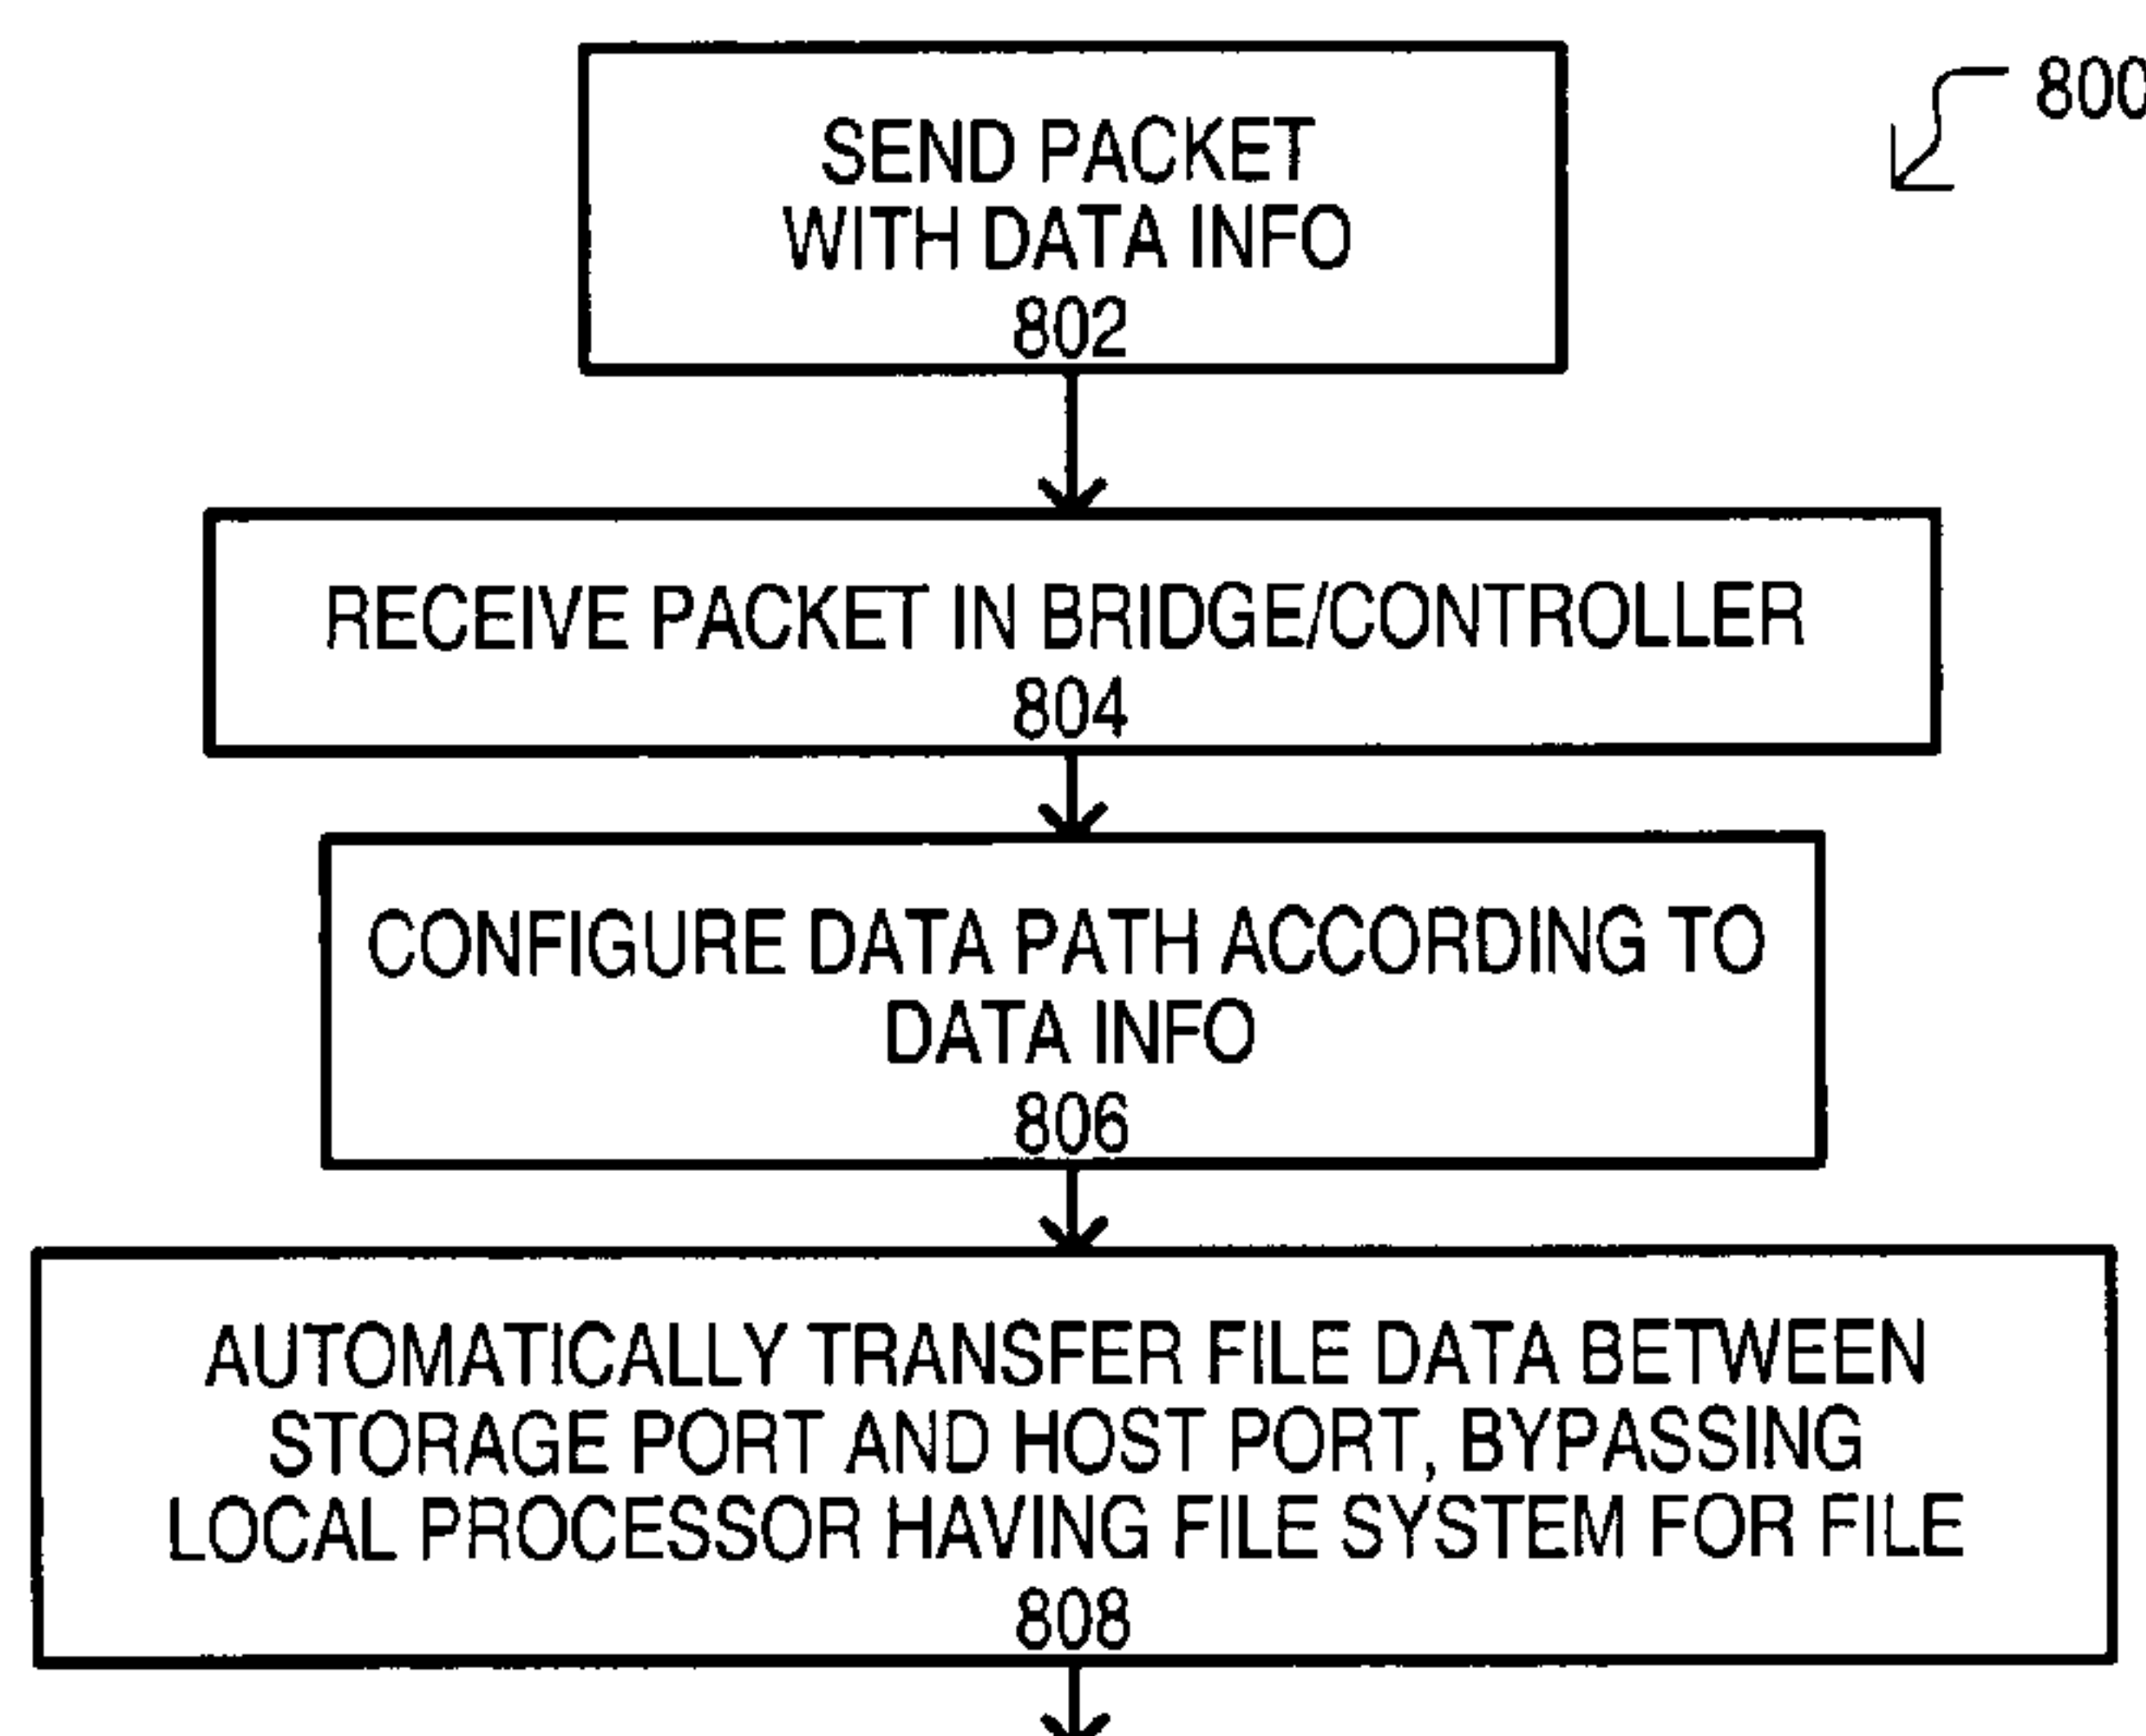 800
SEND PACKET
WITH DATA INFO
802
RECEIVE PACKET IN BRIDGE/CONTROLLER
804
CONFIGURE DATA PATH ACCORDING TO
DATA INFO
806
AUTOMATICALLY TRANSFER FILE DATA BETWEEN
STORAGE PORT AND HOST PORT, BYPASSING
LOCAL PROCESSOR HAVING FILE SYSTEM FOR FILE
808